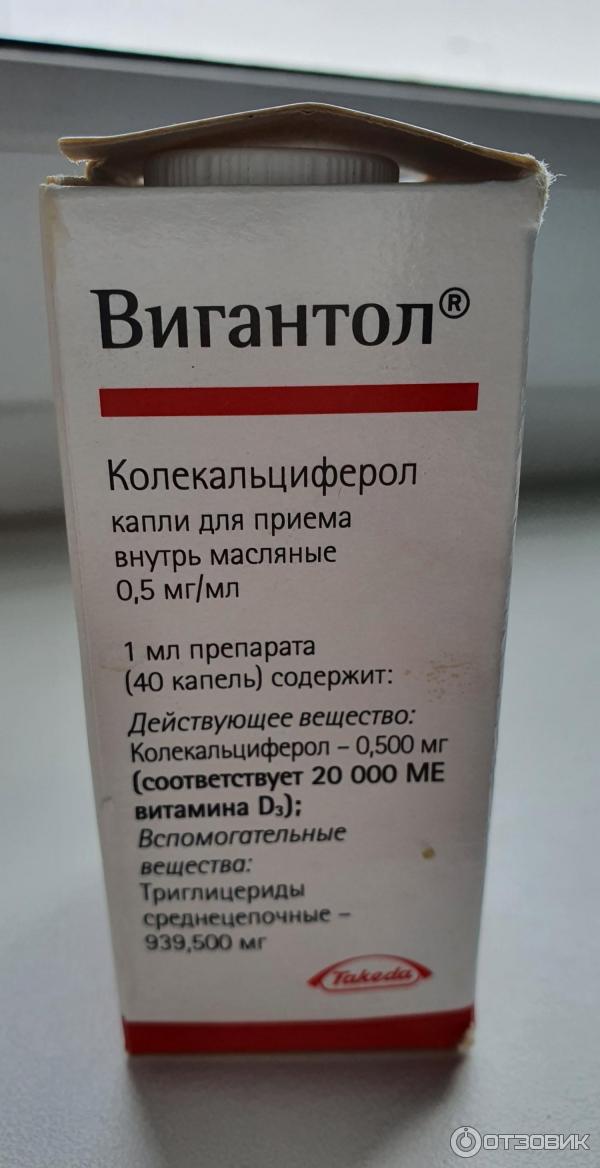 Вигантол®
Колекальциферол
капли для приема
внутрь масляные
0,5 мг/мл
1 мл препарата
(40 капель) содержит:
Действующее вещество:
Колекальциферол – 0,500 мг
(соответствует 20 000 МЕ
витамина D₃);
Вспомогательные
вещества:
Триглицериды
среднецепочные –
939,500 мг
Takeda
ОТЗОВИК